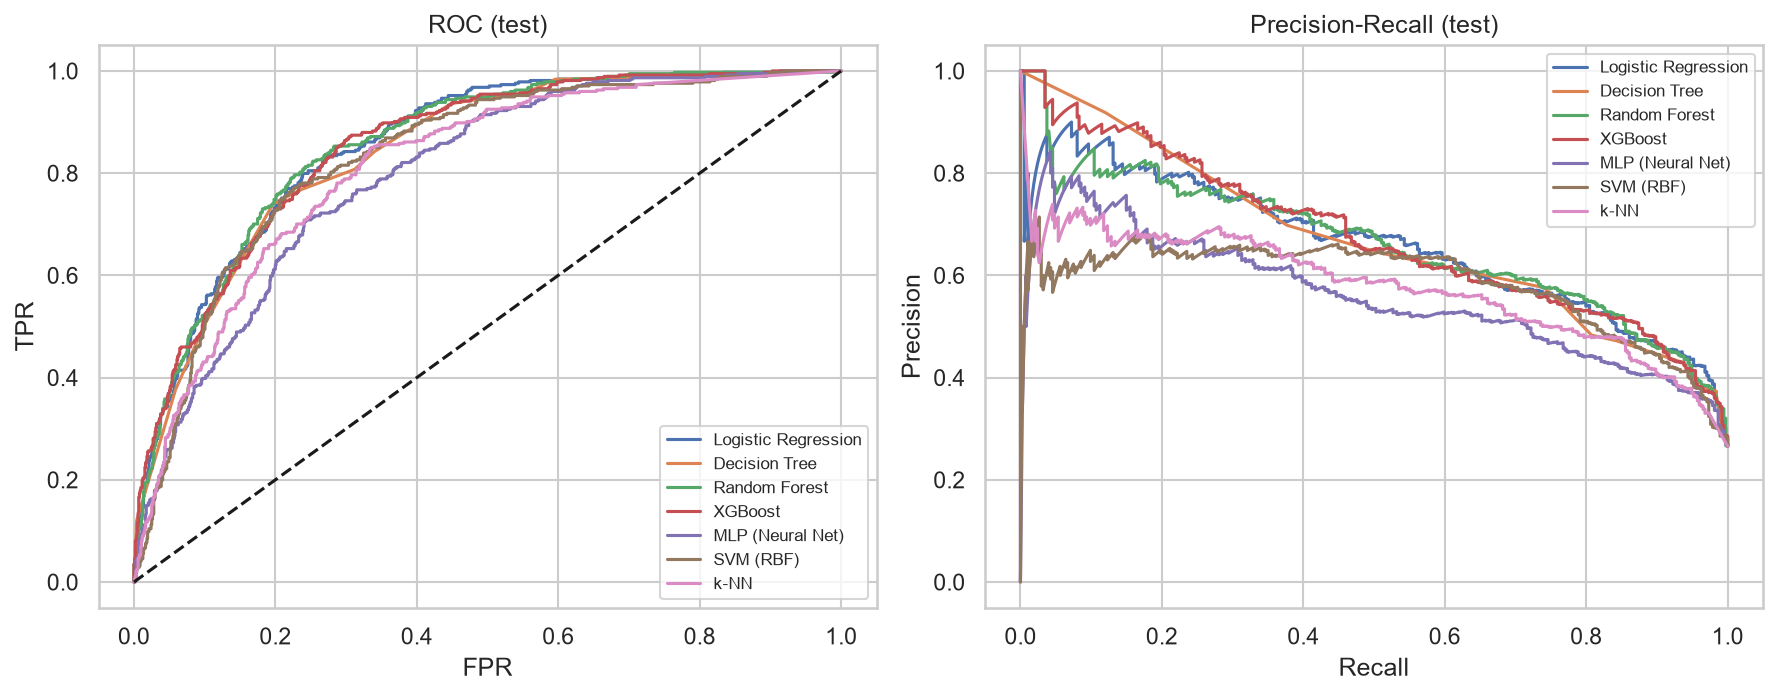 ROC (test)
1.0
0.8
0.6
0.4
0.2
0.0
TPR
0.0 0.2 0.4 0.6 0.8 1.0
FPR
Logistic Regression
Decision Tree
Random Forest
XGBoost
MLP (Neural Net)
SVM (RBF)
k-NN
Precision-Recall (test)
1.0
0.8
0.6
0.4
0.2
0.0
Precision
0.0 0.2 0.4 0.6 0.8 1.0
Recall
Logistic Regression
Decision Tree
Random Forest
XGBoost
MLP (Neural Net)
SVM (RBF)
k-NN